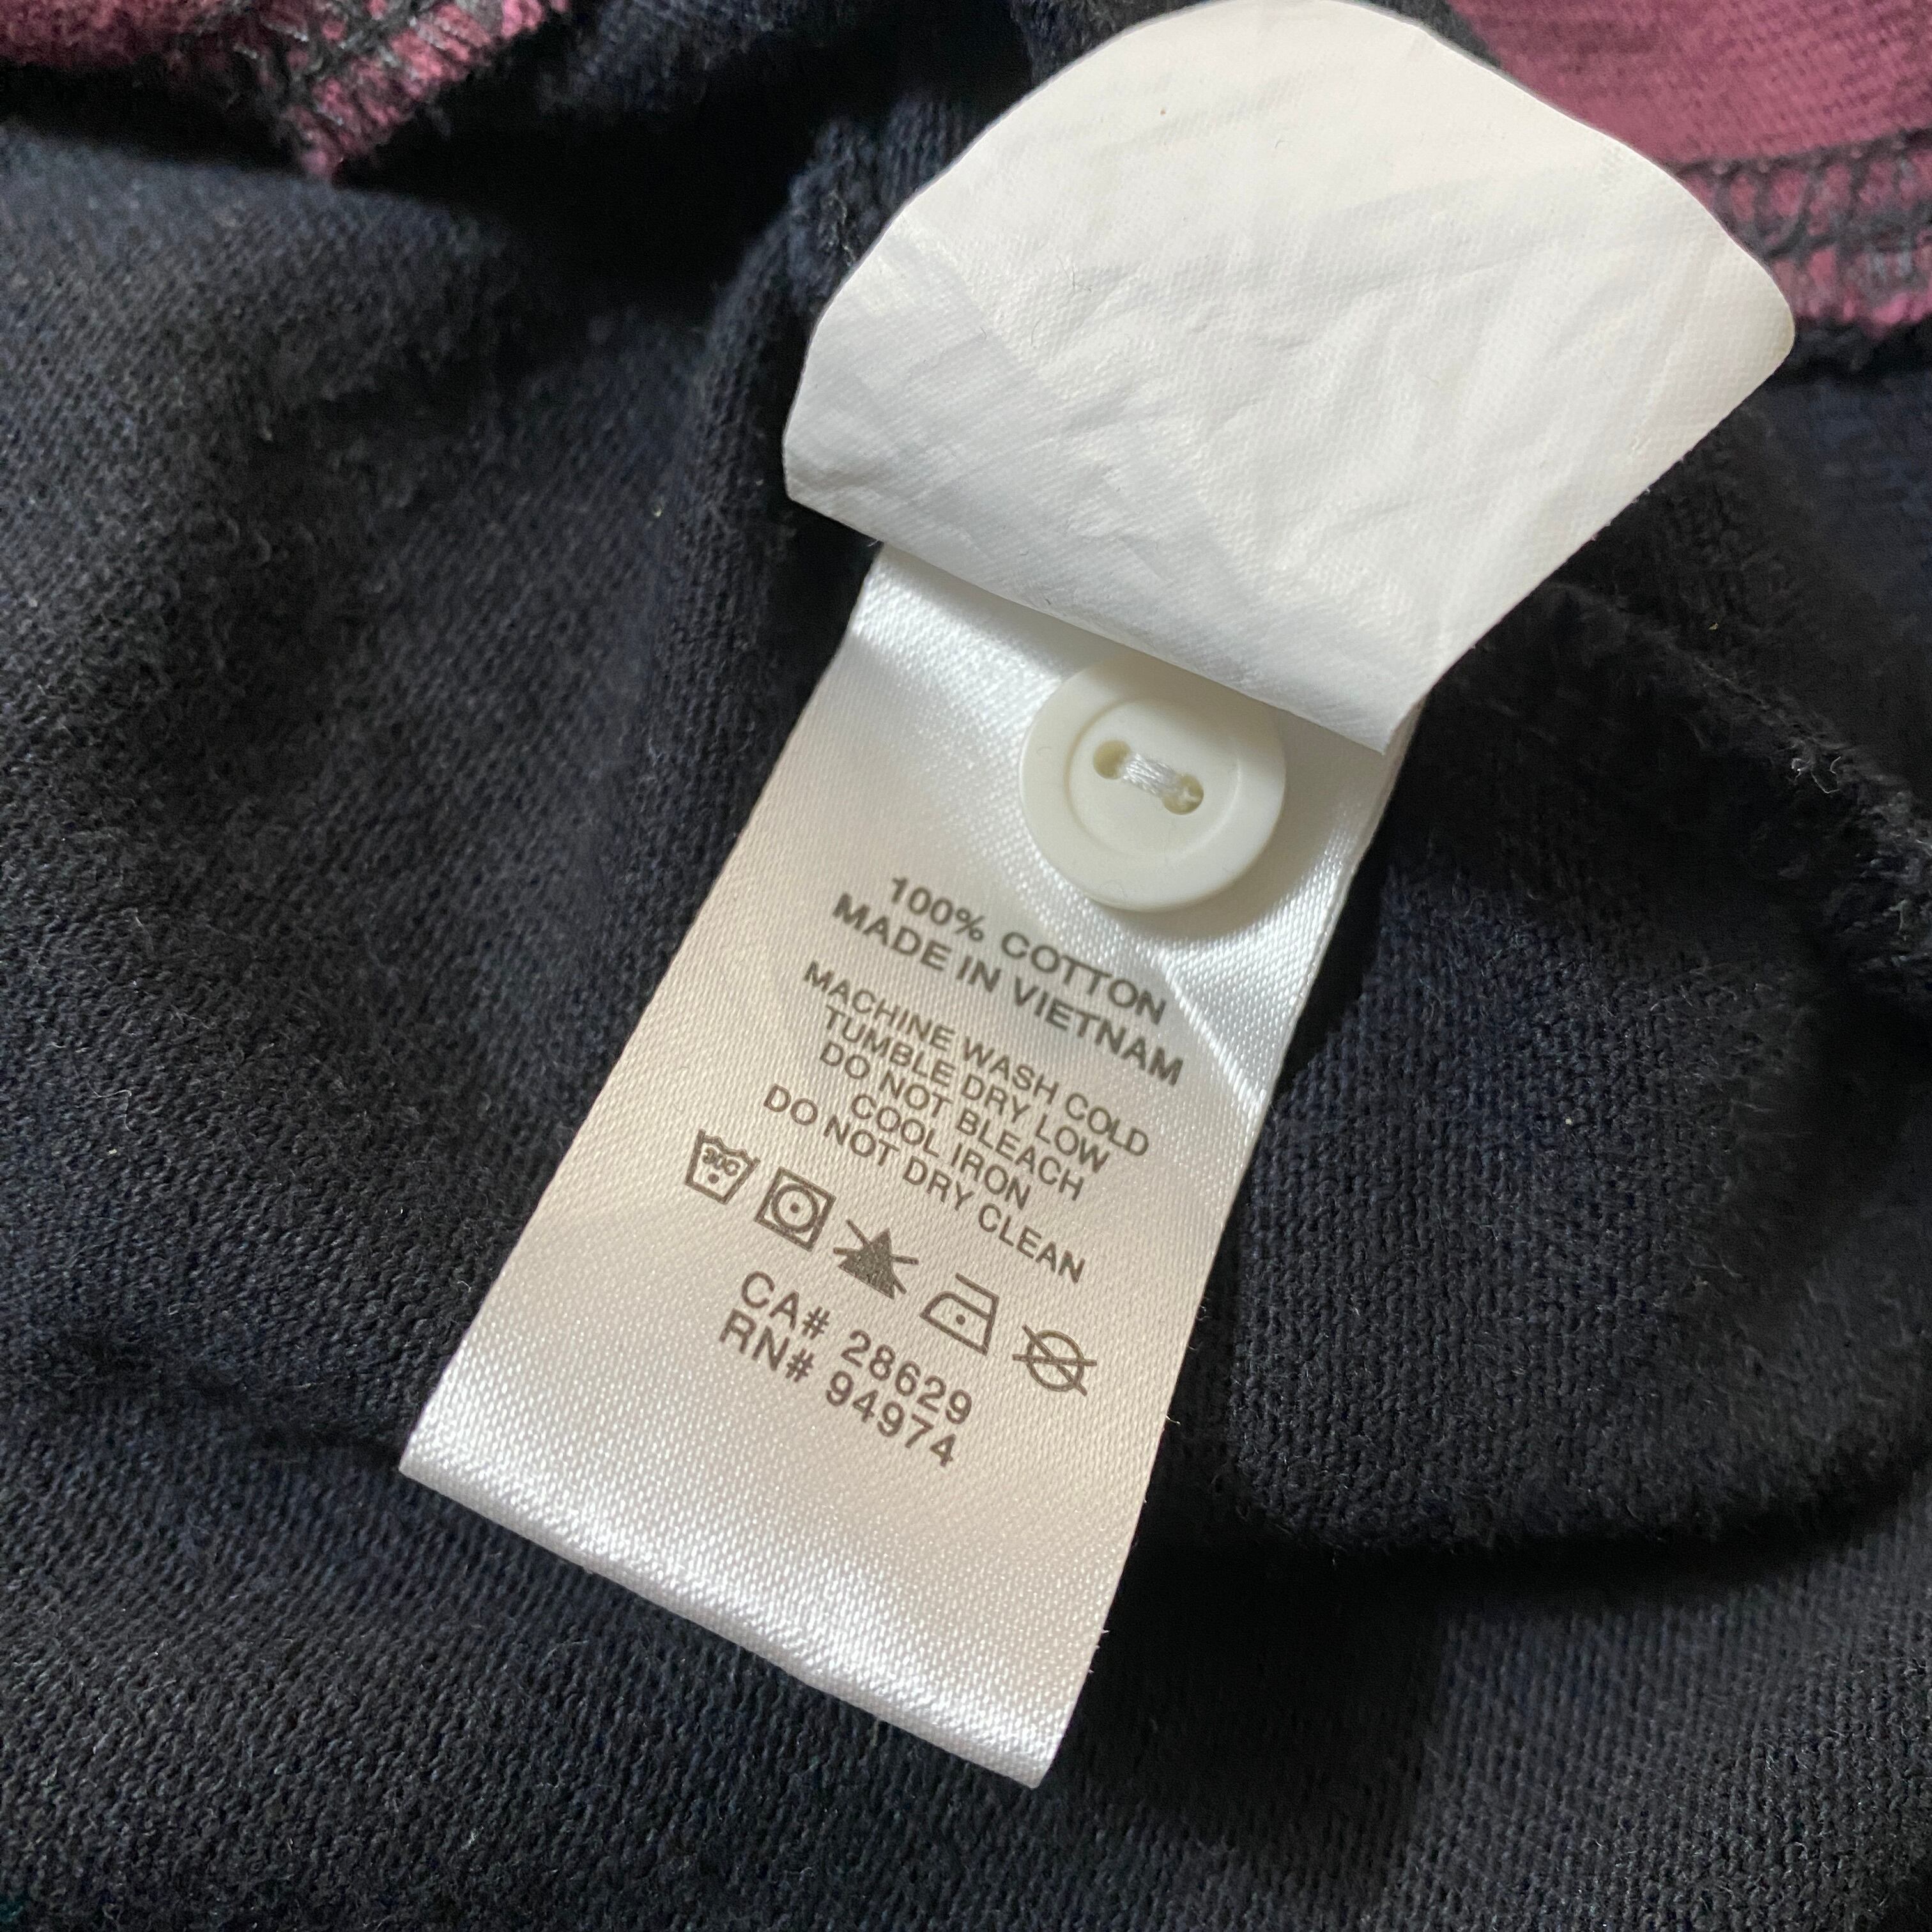 100% COTTON
MADE IN VIETNAM
MACHINE WASH COLD
TUMBLE DRY LOW
DO NOT BLEACH
COOL IRON
DO NOT DRY CLEAN
30C
CA# 28629
RN# 94974